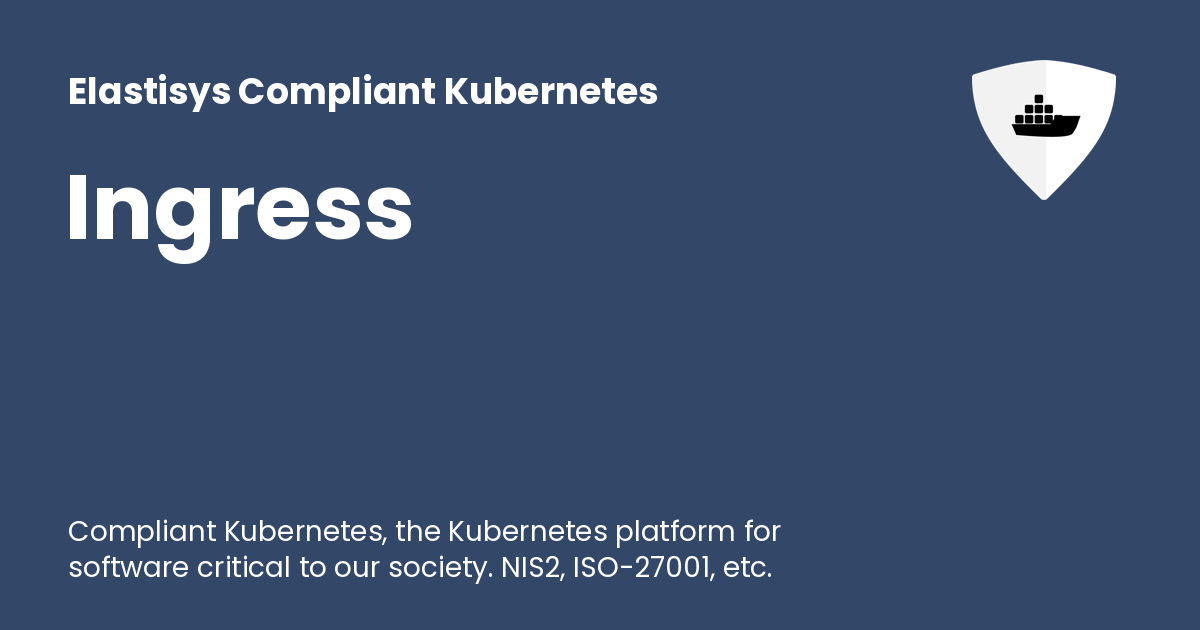 Elastisys Compliant Kubernetes
Ingress
Compliant Kubernetes, the Kubernetes platform for
software critical to our society. NIS2, ISO-27001, etc.